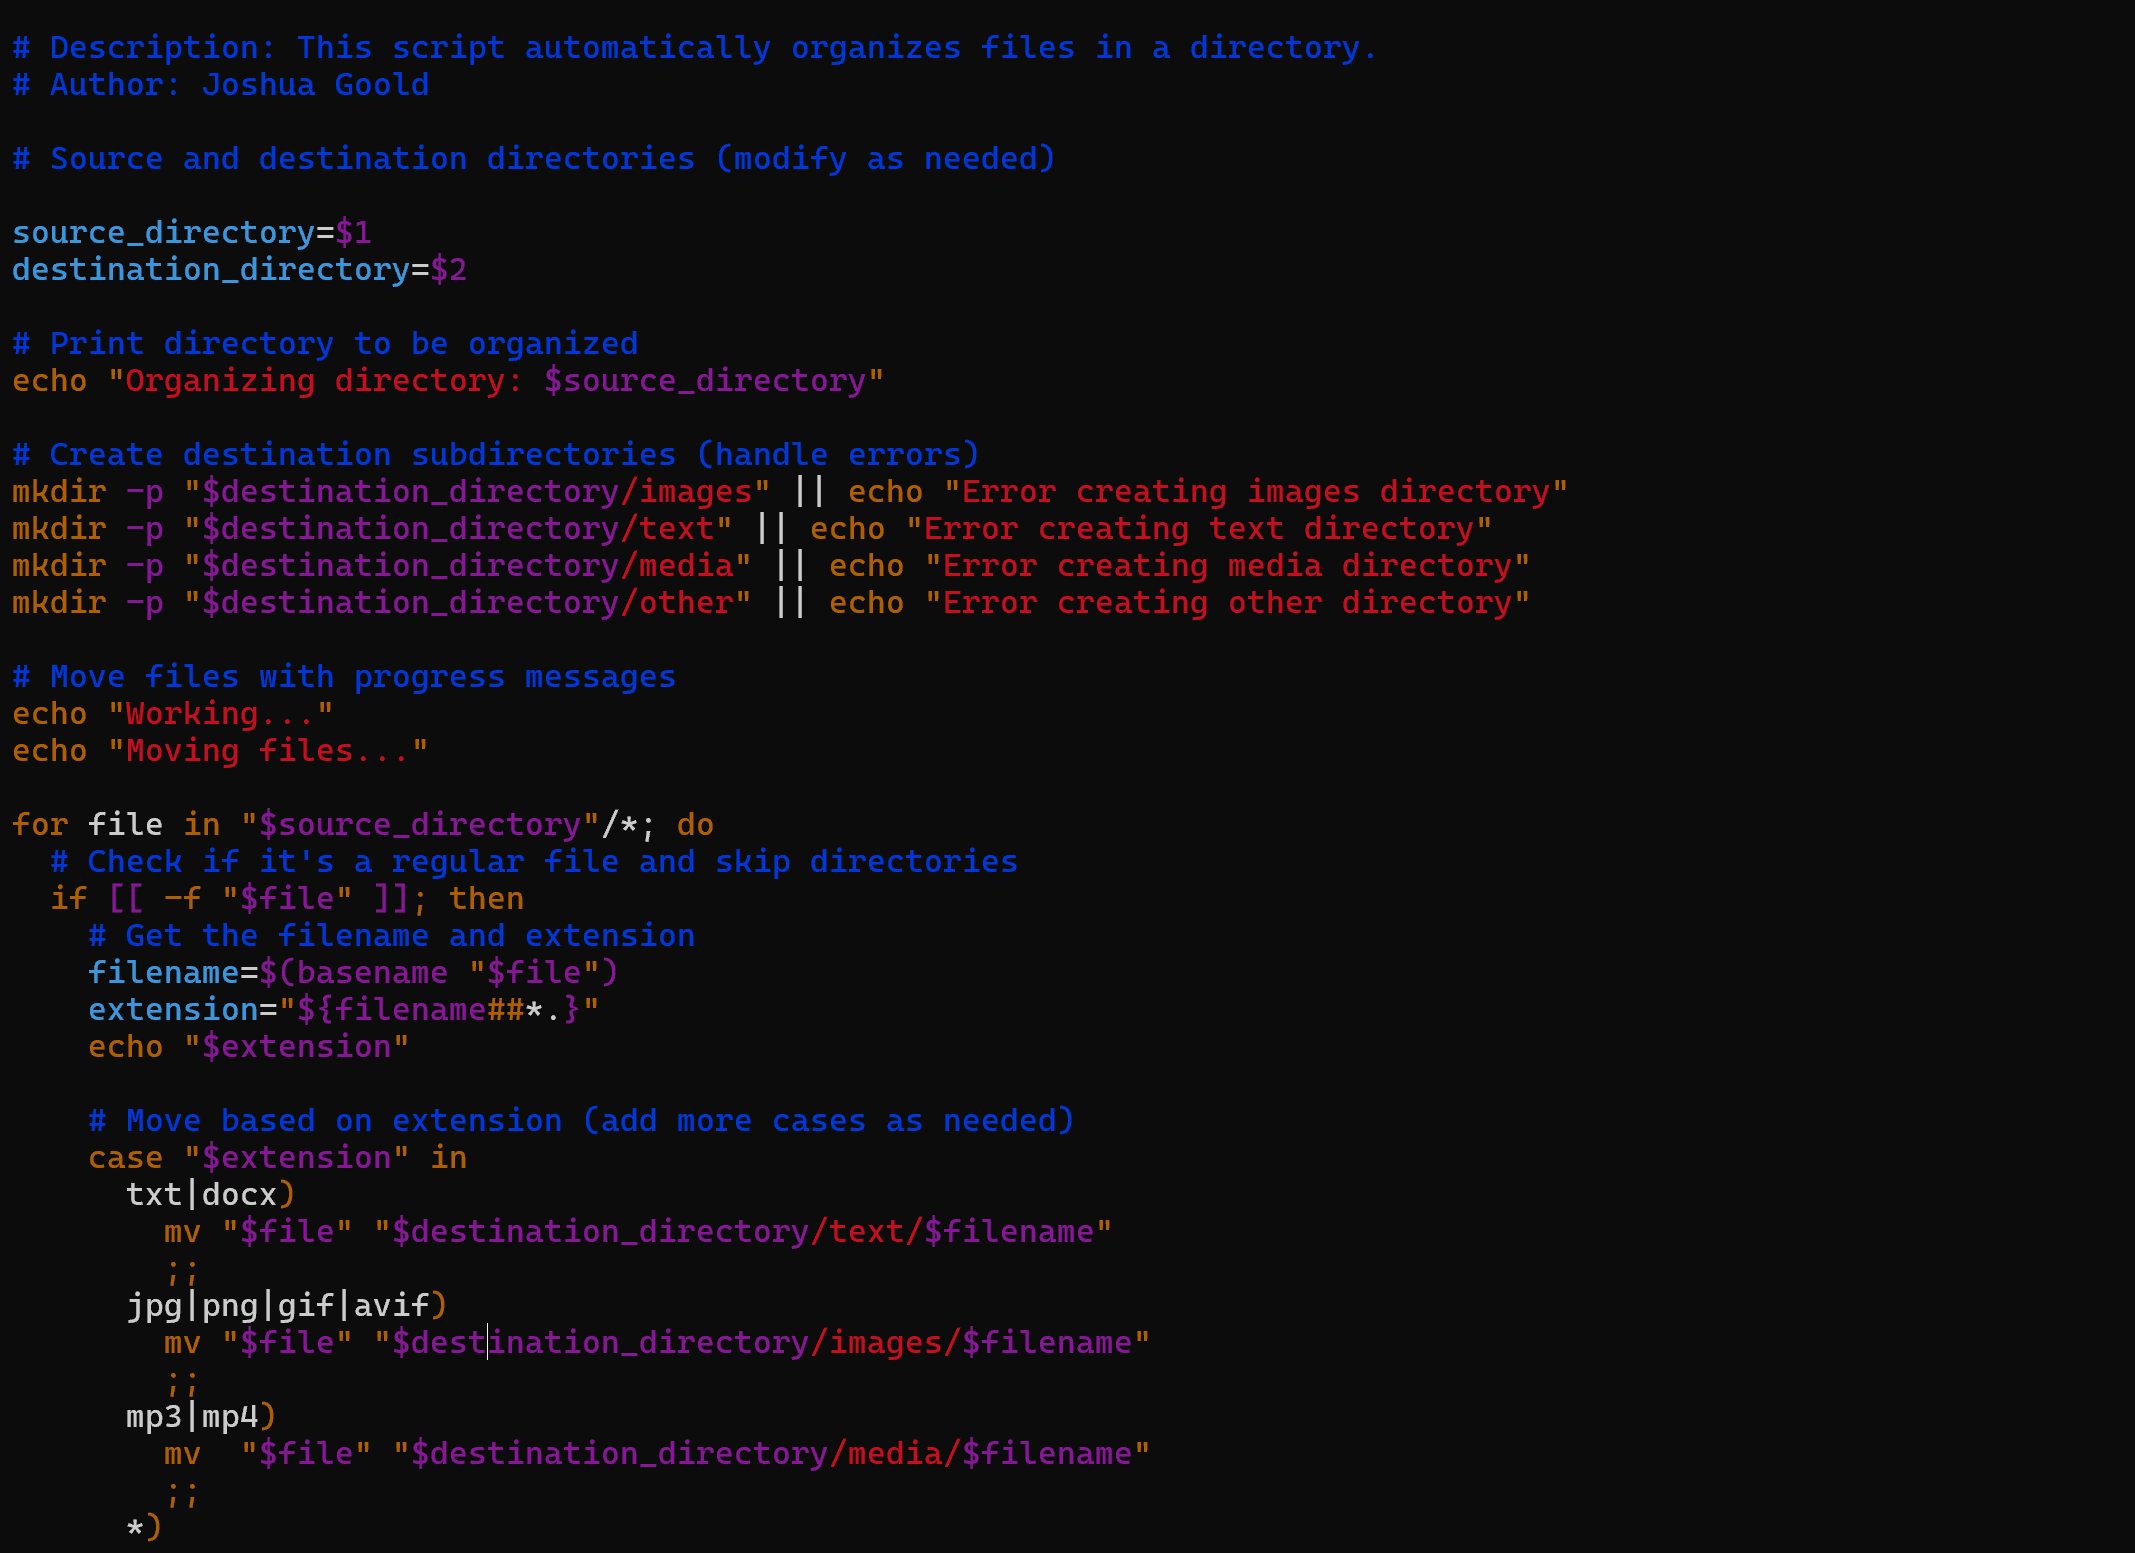 # Description: This script automatically organizes files in a directory.
# Author: Joshua Goold

# Source and destination directories (modify as needed)

source_directory=$1
destination_directory=$2

# Print directory to be organized
echo "Organizing directory: $source_directory"

# Create destination subdirectories (handle errors)
mkdir -p "$destination_directory/images" || echo "Error creating images directory"
mkdir -p "$destination_directory/text" || echo "Error creating text directory"
mkdir -p "$destination_directory/media" || echo "Error creating media directory"
mkdir -p "$destination_directory/other" || echo "Error creating other directory"

# Move files with progress messages
echo "Working..."
echo "Moving files..."

for file in "$source_directory"/*; do
  # Check if it's a regular file and skip directories
  if [[ -f "$file" ]]; then
    # Get the filename and extension
    filename=$(basename "$file")
    extension="${filename##*.}"
    echo "$extension"

    # Move based on extension (add more cases as needed)
    case "$extension" in
      txt|docx)
        mv "$file" "$destination_directory/text/$filename"
        ;;
      jpg|png|gif|avif)
        mv "$file" "$destination_directory/images/$filename"
        ;;
      mp3|mp4)
        mv  "$file" "$destination_directory/media/$filename"
        ;;
      *)